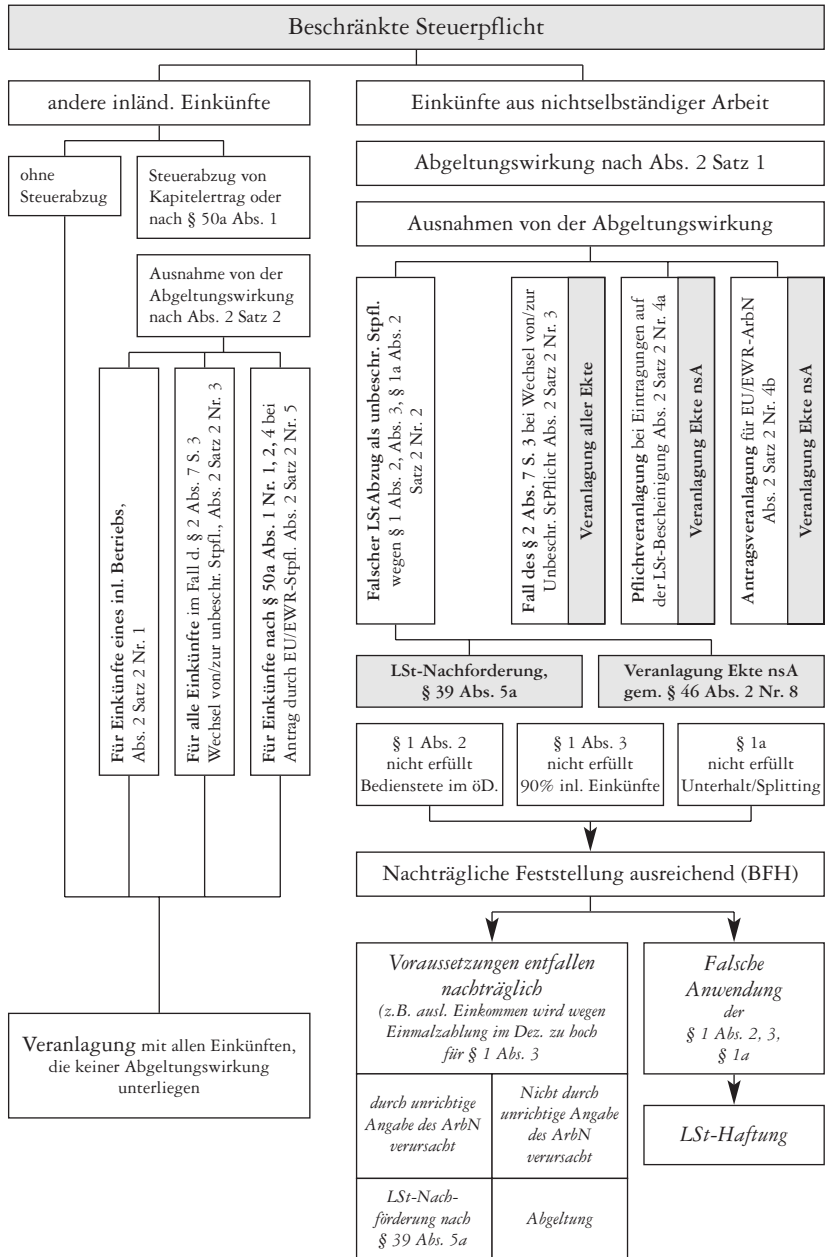 Beschränkte Steuerpflicht
andere inländ. Einkünfte
ohne
Steuerabzug
Steuerabzug von
Kapitelertrag oder
nach § 50a Abs. 1
Ausnahme von der
Abgeltungswirkung
nach Abs. 2 Satz 2
Für Einkünfte eines inl. Betriebs,
Abs. 2 Satz 2 Nr. 1
Für alle Einkünfte im Fall d. § 2 Abs. 7 S. 3
Wechsel von/zur unbeschr. Stpfl., Abs. 2 Satz 2 Nr. 3
Für Einkünfte nach § 50a Abs. 1 Nr. 1, 2, 4 bei
Antrag durch EU/EWR-Stpfl. Abs. 2 Satz 2 Nr. 5
Veranlagung mit allen Einkünften,
die keiner Abgeltungswirkung
unterliegen
Einkünfte aus nichtselbständiger Arbeit
Abgeltungswirkung nach Abs. 2 Satz 1
Ausnahmen von der Abgeltungswirkung
Falscher LStAbzug als unbeschr. Stpfl.
wegen § 1 Abs. 2, Abs. 3, § 1a Abs. 2
Satz 2 Nr. 2
Fall des § 2 Abs. 7 S. 3 bei Wechsel von/zur
Unbeschr. StPflicht Abs. 2 Satz 2 Nr. 3
Veranlagung aller Ekte
Pflichtveranlagung bei Eintragungen auf
der LSt-Bescheinigung Abs. 2 Satz 2 Nr. 4a
Veranlagung Ekte nsA
Antragsveranlagung für EU/EWR-ArbN
Abs. 2 Satz 2 Nr. 4b
Veranlagung Ekte nsA
LSt-Nachforderung,
§ 39 Abs. 5a
Veranlagung Ekte nsA
gem. § 46 Abs. 2 Nr. 8
§ 1 Abs. 2
nicht erfüllt
Bedienstete im öD.
§ 1 Abs. 3
nicht erfüllt
90% inl. Einkünfte
§ 1a
nicht erfüllt
Unterhalt/Splitting
Nachträgliche Feststellung ausreichend (BFH)
Voraussetzungen entfallen
nachträglich
(z.B. ausl. Einkommen wird wegen
Einmalzahlung im Dez. zu hoch
für § 1 Abs. 3
durch unrichtige
Angabe des ArbN
verursacht
Nicht durch
unrichtige Angabe
des ArbN
verursacht
LSt-Nach-
förderung nach
§ 39 Abs. 5a
Abgeltung
Falsche
Anwendung
der
§ 1 Abs. 2, 3,
§ 1a
LSt-Haftung